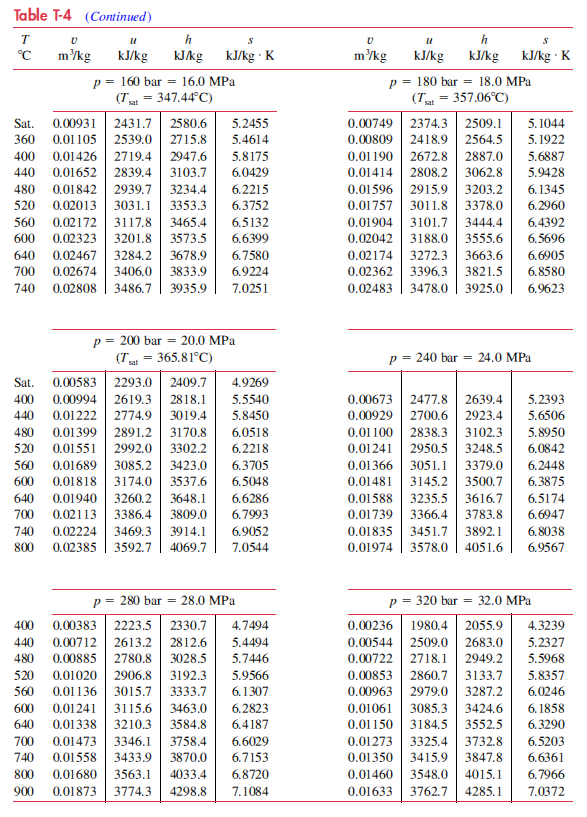 Table T-4 (Continued)
T v u h s v u h s
°C m³/kg kJ/kg kJ/kg kJ/kg · K m³/kg kJ/kg kJ/kg kJ/kg · K
p = 160 bar = 16.0 MPa p = 180 bar = 18.0 MPa
(Tsat = 347.44°C) (Tsat = 357.06°C)
Sat. 0.00931 2431.7 2580.6 5.2455 0.00749 2374.3 2509.1 5.1044
360 0.01105 2539.0 2715.8 5.4614 0.00809 2418.9 2564.5 5.1922
400 0.01426 2719.4 2947.6 5.8175 0.01190 2672.8 2887.0 5.6887
440 0.01652 2839.4 3103.7 6.0429 0.01414 2808.2 3062.8 5.9428
480 0.01842 2939.7 3234.4 6.2215 0.01596 2915.9 3203.2 6.1345
520 0.02013 3031.1 3353.3 6.3752 0.01757 3011.8 3378.0 6.2960
560 0.02172 3117.8 3465.4 6.5132 0.01904 3101.7 3444.4 6.4392
600 0.02323 3201.8 3573.5 6.6399 0.02042 3188.0 3555.6 6.5696
640 0.02467 3284.2 3678.9 6.7580 0.02174 3272.3 3663.6 6.6905
700 0.02674 3406.0 3833.9 6.9224 0.02362 3396.3 3821.5 6.8580
740 0.02808 3486.7 3935.9 7.0251 0.02483 3478.0 3925.0 6.9623
p = 200 bar = 20.0 MPa
(Tsat = 365.81°C) p = 240 bar = 24.0 MPa
Sat. 0.00583 2293.0 2409.7 4.9269
400 0.00994 2619.3 2818.1 5.5540 0.00673 2477.8 2639.4 5.2393
440 0.01222 2774.9 3019.4 5.8450 0.00929 2700.6 2923.4 5.6506
480 0.01399 2891.2 3170.8 6.0518 0.01100 2838.3 3102.3 5.8950
520 0.01551 2992.0 3302.2 6.2218 0.01241 2950.5 3248.5 6.0842
560 0.01689 3085.2 3423.0 6.3705 0.01366 3051.1 3379.0 6.2448
600 0.01818 3174.0 3537.6 6.5048 0.01481 3145.2 3500.7 6.3875
640 0.01940 3260.2 3648.1 6.6286 0.01588 3235.5 3616.7 6.5174
700 0.02113 3386.4 3809.0 6.7993 0.01739 3366.4 3783.8 6.6947
740 0.02224 3469.3 3914.1 6.9052 0.01835 3451.7 3892.1 6.8038
800 0.02385 3592.7 4069.7 7.0544 0.01974 3578.0 4051.6 6.9567
p = 280 bar = 28.0 MPa p = 320 bar = 32.0 MPa
400 0.00383 2223.5 2330.7 4.7494 0.00236 1980.4 2055.9 4.3239
440 0.00712 2613.2 2812.6 5.4494 0.00544 2509.0 2683.0 5.2327
480 0.00885 2780.8 3028.5 5.7446 0.00722 2718.1 2949.2 5.5968
520 0.01020 2906.8 3192.3 5.9566 0.00853 2860.7 3133.7 5.8357
560 0.01136 3015.7 3333.7 6.1307 0.00963 2979.0 3287.2 6.0246
600 0.01241 3115.6 3463.0 6.2823 0.01061 3085.3 3424.6 6.1858
640 0.01338 3210.3 3584.8 6.4187 0.01150 3184.5 3552.5 6.3290
700 0.01473 3346.1 3758.4 6.6029 0.01273 3325.4 3732.8 6.5203
740 0.01558 3433.9 3870.0 6.7153 0.01350 3415.9 3847.8 6.6361
800 0.01680 3563.1 4033.4 6.8720 0.01460 3548.0 4015.1 6.7966
900 0.01873 3774.3 4298.8 7.1084 0.01633 3762.7 4285.1 7.0372